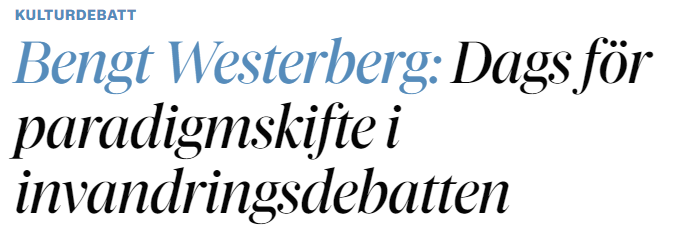 KULTURDEBATT
Bengt Westerberg: Dags för
paradigmskifte i
invandringsdebatten